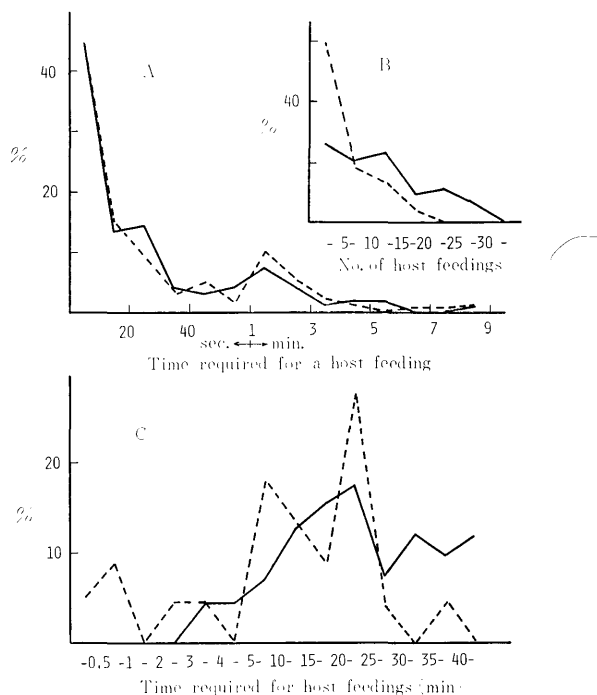 A
B
40
%
40
%
20
- 5- 10 -15-20 -25 -30 -
No. of host feedings
20 40 1 3 5 7 9
sec. min.
Time required for a host feeding
C
20
%
10
-0.5 -1 - 2 - 3 - 4 - 5- 10- 15- 20- 25- 30- 35- 40-
Time required for host feedings (min.